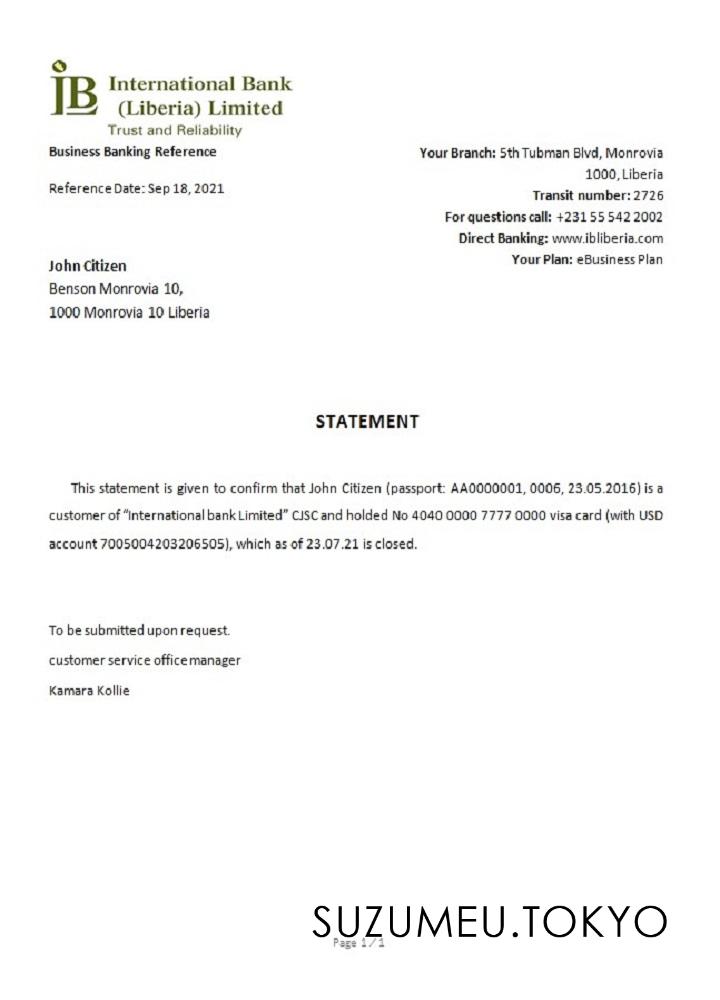 iB International Bank
(Liberia) Limited
Trust and Reliability
Business Banking Reference
Reference Date: Sep 18, 2021
Your Branch: 5th Tubman Blvd, Monrovia
1000, Liberia
Transit number: 2726
For questions call: +231 55 542 2002
Direct Banking: www.ibliberia.com
Your Plan: eBusiness Plan
John Citizen
Benson Monrovia 10,
1000 Monrovia 10 Liberia
STATEMENT
This statement is given to confirm that John Citizen (passport: AA0000001, 0006, 23.05.2016) is a
customer of "International bank Limited" CJSC and holded No 4040 0000 7777 0000 visa card (with USD
account 7005004203206505), which as of 23.07.21 is closed.
To be submitted upon request.
customer service office manager
Kamara Kollie
SUZUMEU.TOKYO
Page 1 / 1